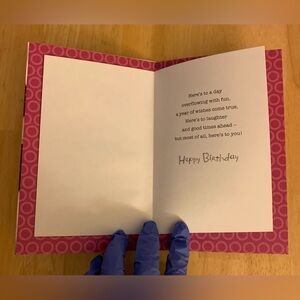 Here's to a day
overflowing with fun,
a year of wishes come true,
Here's to laughter
and good times ahead –
but most of all, here's to you!
Happy Birthday